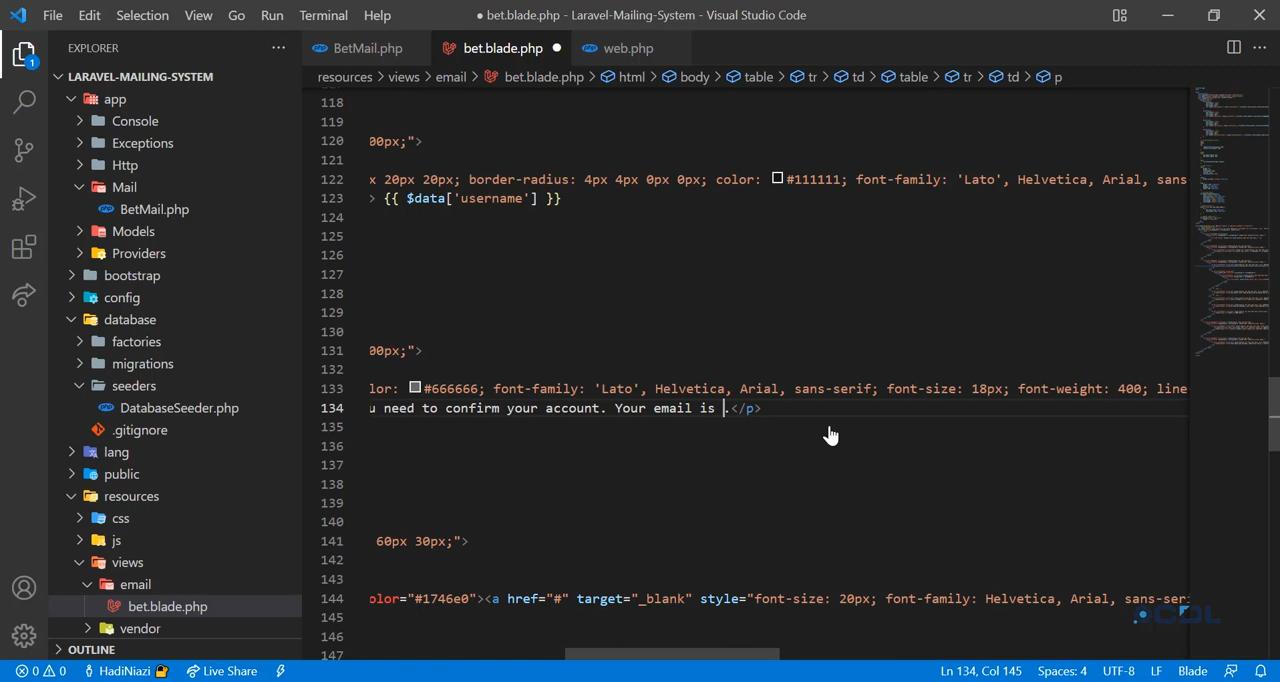 File Edit Selection View Go Run Terminal Help
● bet.blade.php - Laravel-Mailing-System - Visual Studio Code
EXPLORER ...
BetMail.php bet.blade.php ● web.php
LARAVEL-MAILING-SYSTEM
resources > views > email > bet.blade.php > html > body > table > tr > td > table > tr > td > p
app
Console
Exceptions
Http
Mail
BetMail.php
Models
Providers
bootstrap
config
database
factories
migrations
seeders
DatabaseSeeder.php
.gitignore
lang
public
resources
css
js
views
email
bet.blade.php
vendor
OUTLINE
118
119
120 00px;">
121
122 x 20px 20px; border-radius: 4px 4px 0px 0px; color: #111111; font-family: 'Lato', Helvetica, Arial, sans
123 > {{ $data['username'] }}
124
125
126
127
128
129
130
131 00px;">
132
133 lor: #666666; font-family: 'Lato', Helvetica, Arial, sans-serif; font-size: 18px; font-weight: 400; line
134 u need to confirm your account. Your email is .</p>
135
136
137
138
139
140
141 60px 30px;">
142
143
144 olor="#1746e0"><a href="#" target="_blank" style="font-size: 20px; font-family: Helvetica, Arial, sans-ser
145
146
147
1
0 0 HadiNiazi Live Share
Ln 134, Col 145 Spaces: 4 UTF-8 LF Blade